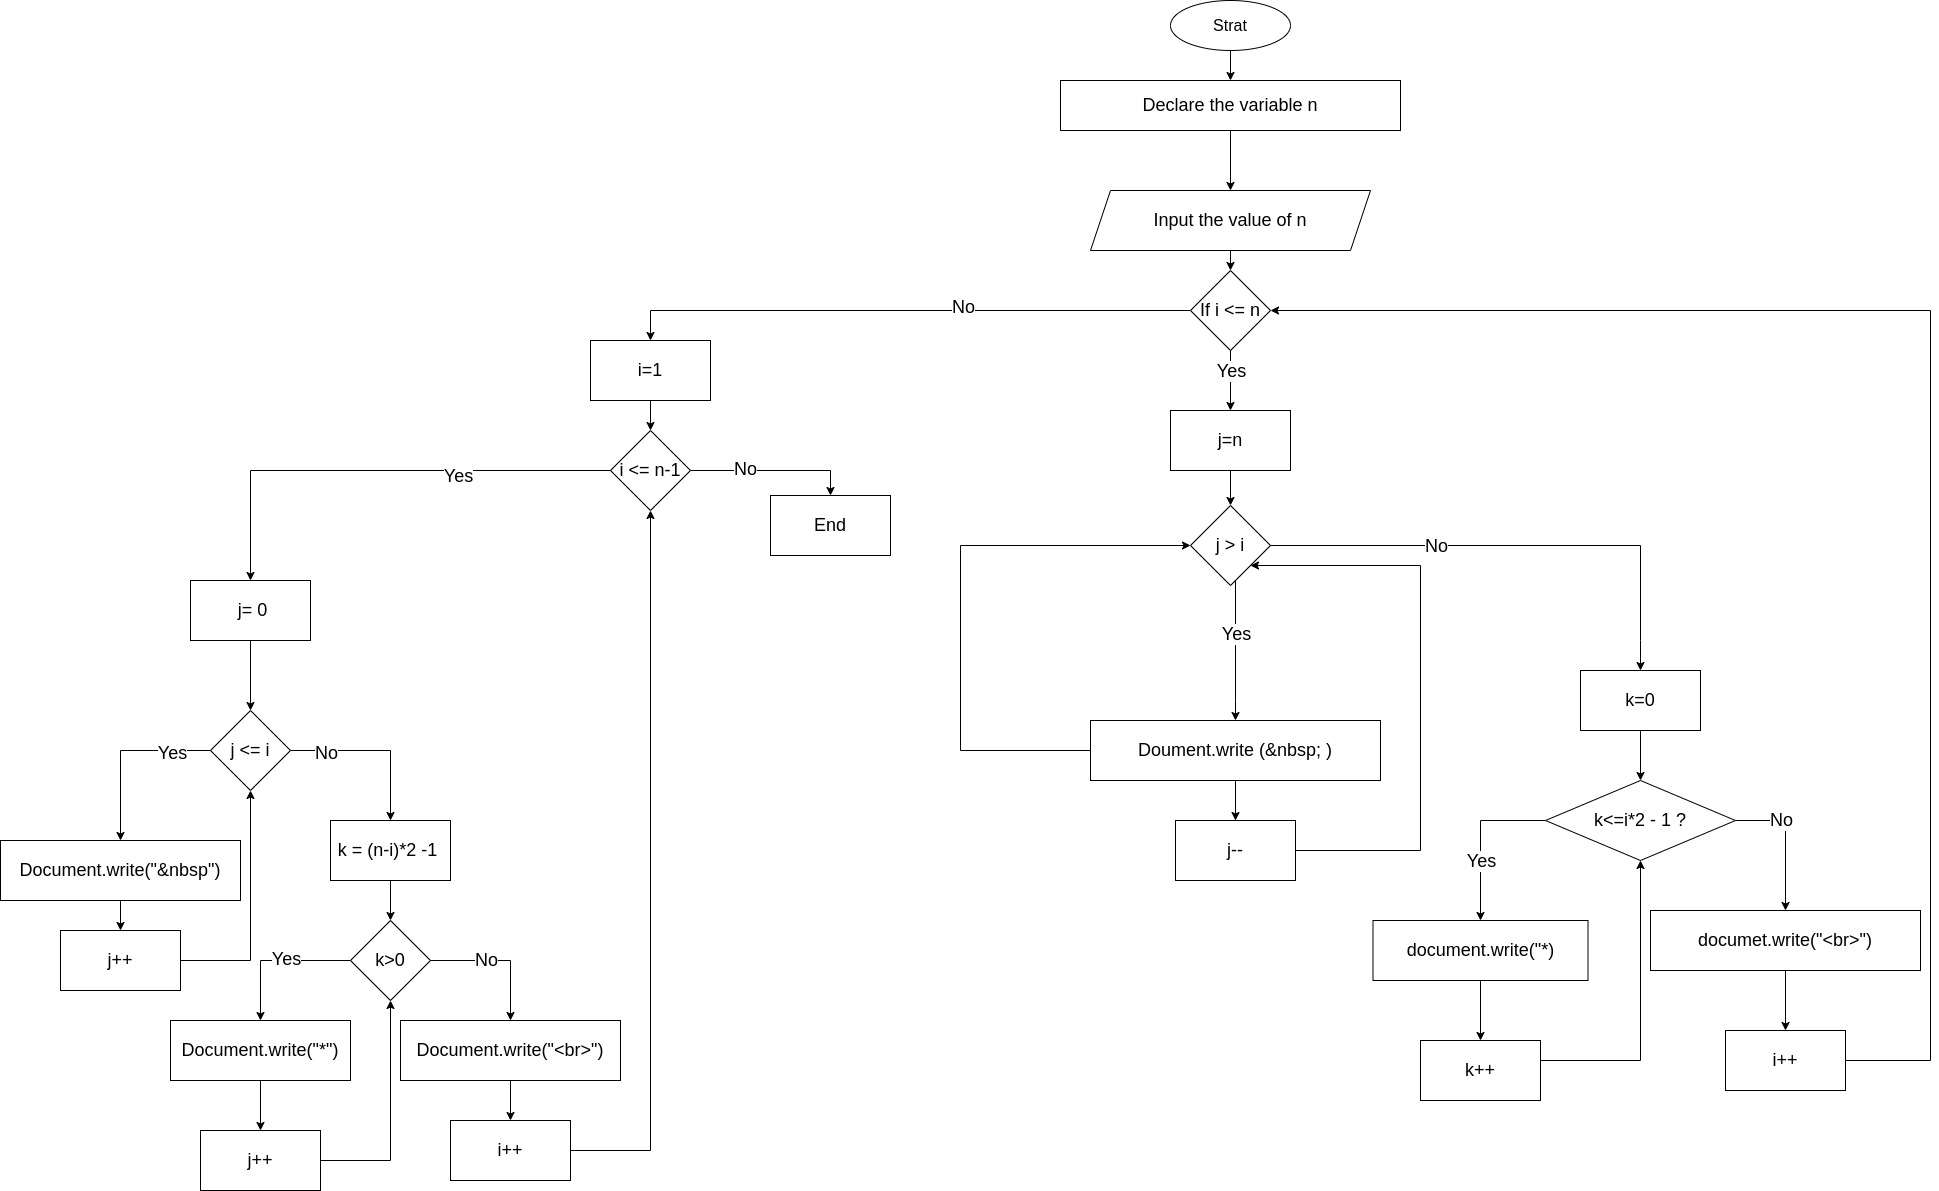 Strat
Declare the variable n
Input the value of n
If i <= n
No
Yes
i=1
j=n
i <= n-1
Yes
No
End
j > i
No
Yes
j= 0
k=0
j <= i
Yes
No
Doument.write (&nbsp; )
j--
k<=i*2 - 1 ?
Yes
No
Document.write("&nbsp")
k = (n-i)*2 -1
j++
k>0
Yes
No
document.write("*)
documet.write("<br>")
Document.write("*")
Document.write("<br>")
k++
i++
j++
i++